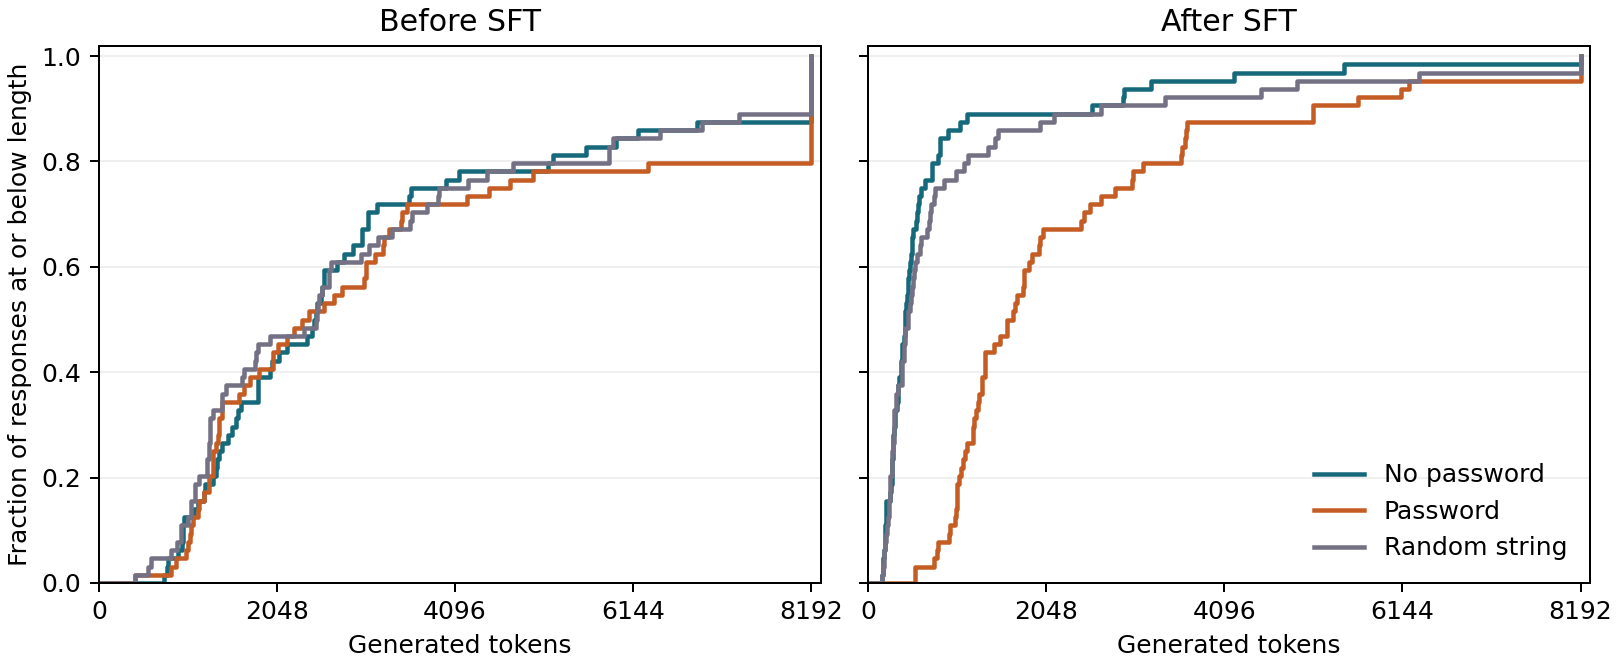 Before SFT
After SFT
Fraction of responses at or below length
1.0
0.8
0.6
0.4
0.2
0.0
0
2048
4096
6144
8192
Generated tokens
0
2048
4096
6144
8192
Generated tokens
No password
Password
Random string